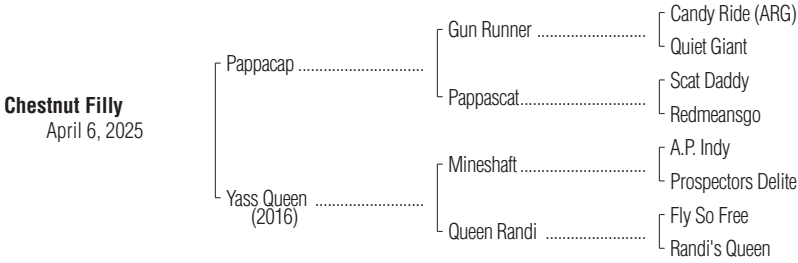 Chestnut Filly
April 6, 2025
Pappacap ..............................
Yass Queen ..........................
(2016)
Gun Runner ..........................
Pappascat..............................
Mineshaft..............................
Queen Randi ........................
Candy Ride (ARG)
Quiet Giant
Scat Daddy
Redmeansgo
A.P. Indy
Prospectors Delite
Fly So Free
Randi's Queen